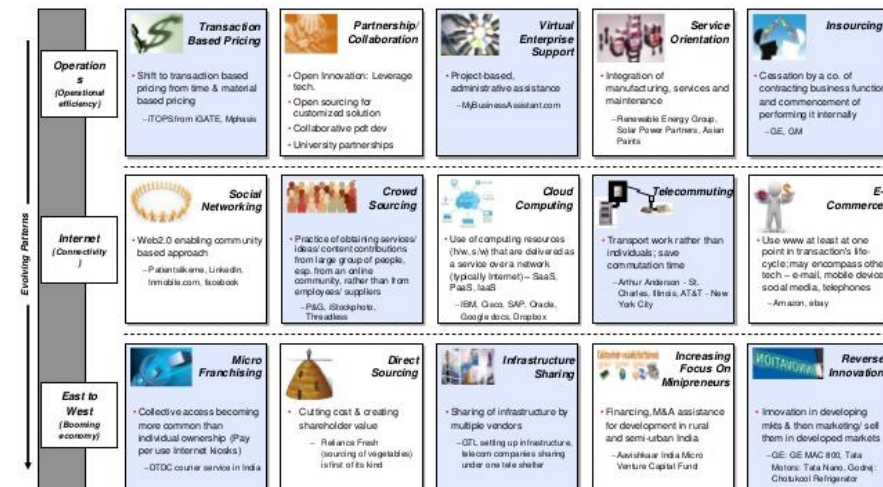 Evolving Patterns
Operation
s
(Operational
efficiency)
Transaction
Based Pricing
• Shift to transaction based
pricing from time & material
based pricing
–iTOPS from iGATE, Mphasis
Partnership/
Collaboration
• Open Innovation: Leverage
tech.
• Open sourcing for
customized solution
• Collaborative pdt dev
• University partnerships
Virtual
Enterprise
Support
• Project-based,
administrative assistance
–MyBusinessAssistant.com
Service
Orientation
• Integration of
manufacturing, services and
maintenance
–Renewable Energy Group,
Solar Power Partners, Asian
Paints
Insourcing
• Cessation by a co. of
contracting business function
and commencement of
performing it internally
–GE, GM
Internet
(Connectivity
)
Social
Networking
• Web2.0 enabling community
based approach
–Patientslikeme, LinkedIn,
Inmobile.com, facebook
Crowd
Sourcing
• Practice of obtaining services/
ideas/ content contributions
from large group of people,
esp. from an online
community, rather than from
employees/ suppliers
–P&G, iStockphoto,
Threadless
Cloud
Computing
• Use of computing resources
(h/w, s/w) that are delivered as
a service over a network
(typically Internet) – SaaS,
PaaS, IaaS
–IBM, Cisco, SAP, Oracle,
Google docs, Dropbox
Telecommuting
• Transport work rather than
individuals; save
commutation time
–Arthur Anderson - St.
Charles, Illinois, AT&T - New
York City
E-
Commerce
• Use www at least at one
point in transaction's life-
cycle; may encompass othe
tech – e-mail, mobile device
social media, telephones
–Amazon, ebay
East to
West
(Booming
economy)
Micro
Franchising
• Collective access becoming
more common than
individual ownership (Pay
per use Internet kiosks)
–DTDC courier service in India
Direct
Sourcing
• Cutting cost & creating
shareholder value
– Reliance Fresh
(sourcing of vegetables)
is first of its kind
Infrastructure
Sharing
• Sharing of infrastructure by
multiple vendors
–GTL setting up infrastructure,
telecom companies sharing
under one tele shelter
Increasing
Focus On
Minipreneurs
• Financing, M&A assistance
for development in rural
and semi-urban India
–Aavishkaar India Micro
Venture Capital Fund
INNOVATION
Reverse
Innovation
• Innovation in developing
mkts & then marketing/ sell
them in developed markets
–GE: GE MAC 800, Tata
Motors: Tata Nano, Godrej:
Chotukool Refrigerator